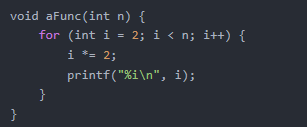 void aFunc(int n) {
    for (int i = 2; i < n; i++) {
        i *= 2;
        printf("%i\n", i);
    }
}